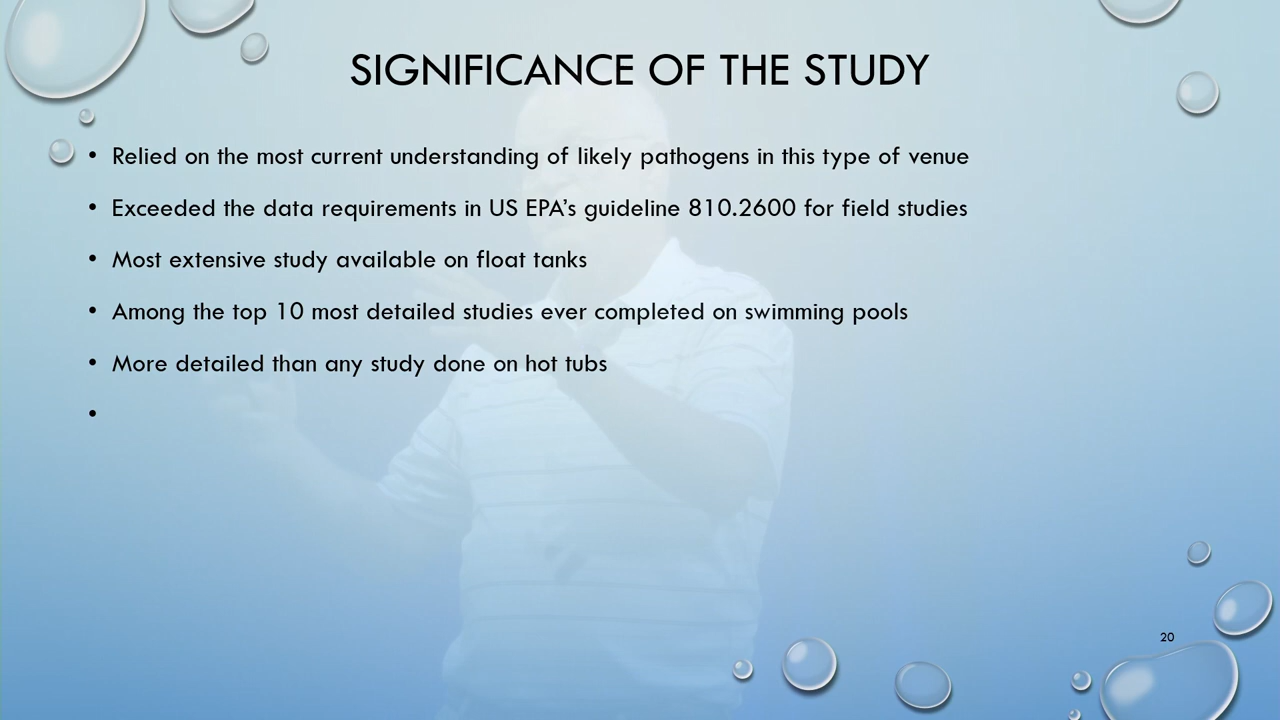 SIGNIFICANCE OF THE STUDY
• Relied on the most current understanding of likely pathogens in this type of venue
• Exceeded the data requirements in US EPA’s guideline 810.2600 for field studies
• Most extensive study available on float tanks
• Among the top 10 most detailed studies ever completed on swimming pools
• More detailed than any study done on hot tubs
•
20